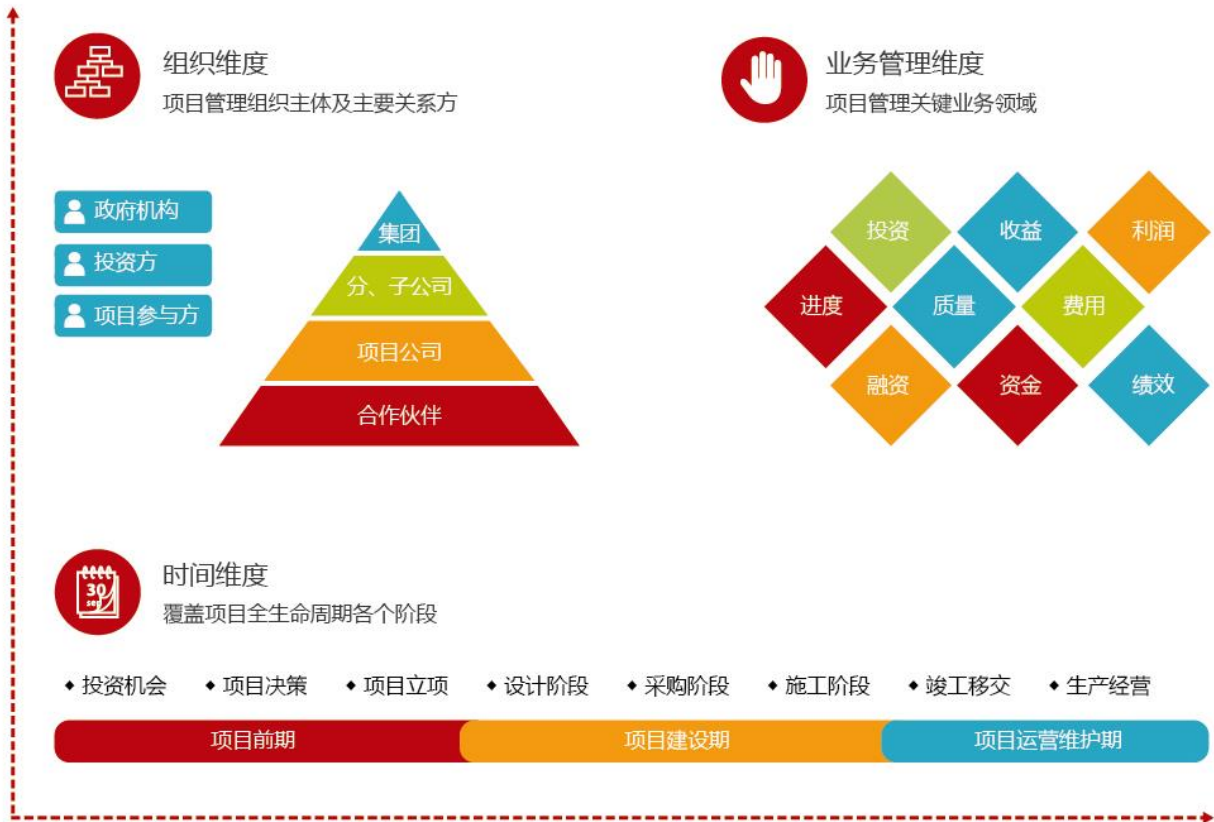 组织维度
项目管理组织主体及主要关系方
业务管理维度
项目管理关键业务领域
政府机构
投资方
项目参与方
集团
分、子公司
项目公司
合作伙伴
投资
收益
利润
进度
质量
费用
融资
资金
绩效
30
sep
时间维度
覆盖项目全生命周期各个阶段
◆ 投资机会 ◆ 项目决策 ◆ 项目立项 ◆ 设计阶段 ◆ 采购阶段 ◆ 施工阶段 ◆ 竣工移交 ◆ 生产经营
项目前期 项目建设期 项目运营维护期